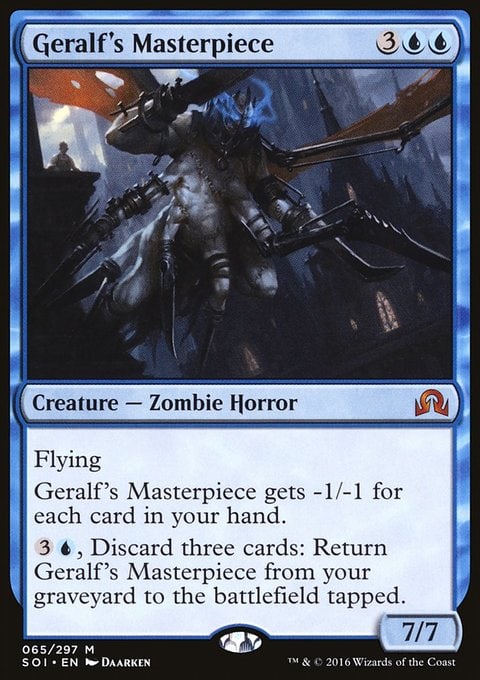 Geralf's Masterpiece 3
Creature — Zombie Horror
Flying
Geralf's Masterpiece gets -1/-1 for
each card in your hand.
3, Discard three cards: Return
Geralf's Masterpiece from your
graveyard to the battlefield tapped.
7/7
065/297 M
SOI • EN Daarken
™ & © 2016 Wizards of the Coast